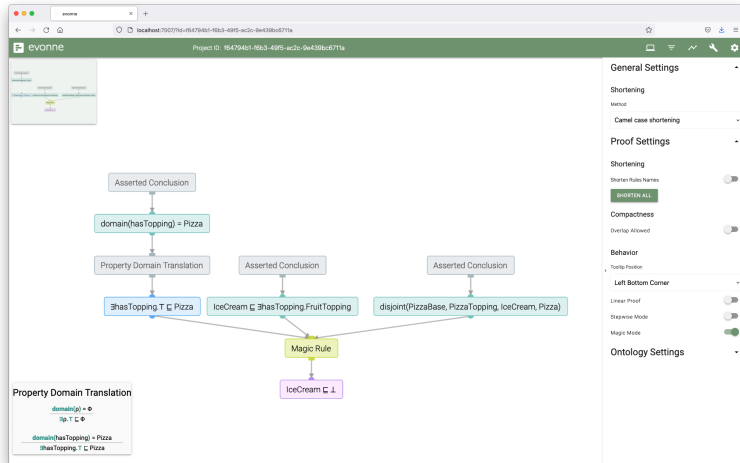 evonne
localhost:7007/?id=f64794b1-f6b3-49f5-ac2c-9e439bc6711a
evonne
Project ID: f64794b1-f6b3-49f5-ac2c-9e439bc6711a
General Settings
Shortening
Method
Camel case shortening
Proof Settings
Shortening
Shorten Rules Names
SHORTEN ALL
Compactness
Overlap Allowed
Behavior
Tooltip Position
Left Bottom Corner
Linear Proof
Stepwise Mode
Magic Mode
Ontology Settings
Asserted Conclusion
domain(hasTopping) = Pizza
Property Domain Translation
Asserted Conclusion
Asserted Conclusion
∃hasTopping.⊤ ⊑ Pizza
IceCream ⊑ ∃hasTopping.FruitTopping
disjoint(PizzaBase, PizzaTopping, IceCream, Pizza)
Magic Rule
IceCream ⊑ ⊥
Property Domain Translation
domain(p) = Φ
∃p.⊤ ⊑ Φ
domain(hasTopping) = Pizza
∃hasTopping.⊤ ⊑ Pizza